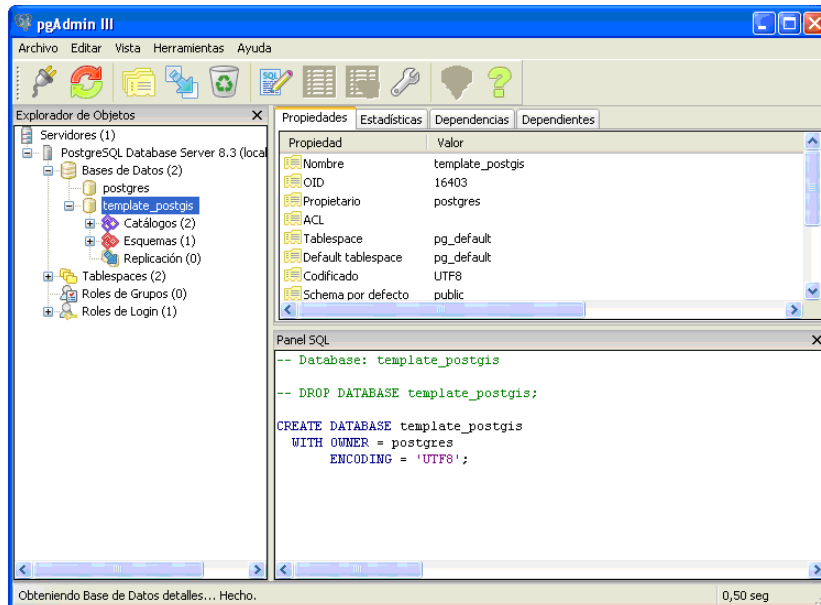 pgAdmin III
Archivo Editar Vista Herramientas Ayuda
SQL
Explorador de Objetos
Servidores (1)
PostgreSQL Database Server 8.3 (local
Bases de Datos (2)
postgres
template_postgis
Catálogos (2)
Esquemas (1)
Replicación (0)
Tablespaces (2)
Roles de Grupos (0)
Roles de Login (1)
Propiedades Estadísticas Dependencias Dependientes
Propiedad Valor
Nombre template_postgis
OID 16403
Propietario postgres
ACL
Tablespace pg_default
Default tablespace pg_default
Codificado UTF8
Schema por defecto public
Panel SQL
-- Database: template_postgis
-- DROP DATABASE template_postgis;
CREATE DATABASE template_postgis
WITH OWNER = postgres
ENCODING = 'UTF8';
Obteniendo Base de Datos detalles... Hecho. 0,50 seg